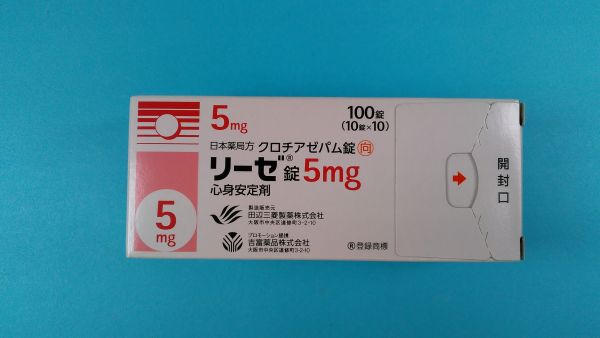 5mg
100錠
(10錠×10)
日本薬局方 クロチアゼパム錠 向
リーゼ®錠5mg
心身安定剤
5
mg
製造販売元
田辺三菱製薬株式会社
大阪市中央区道修町3-2-10
プロモーション提携
吉富薬品株式会社
大阪市中央区道修町3-2-10
®登録商標
開封口